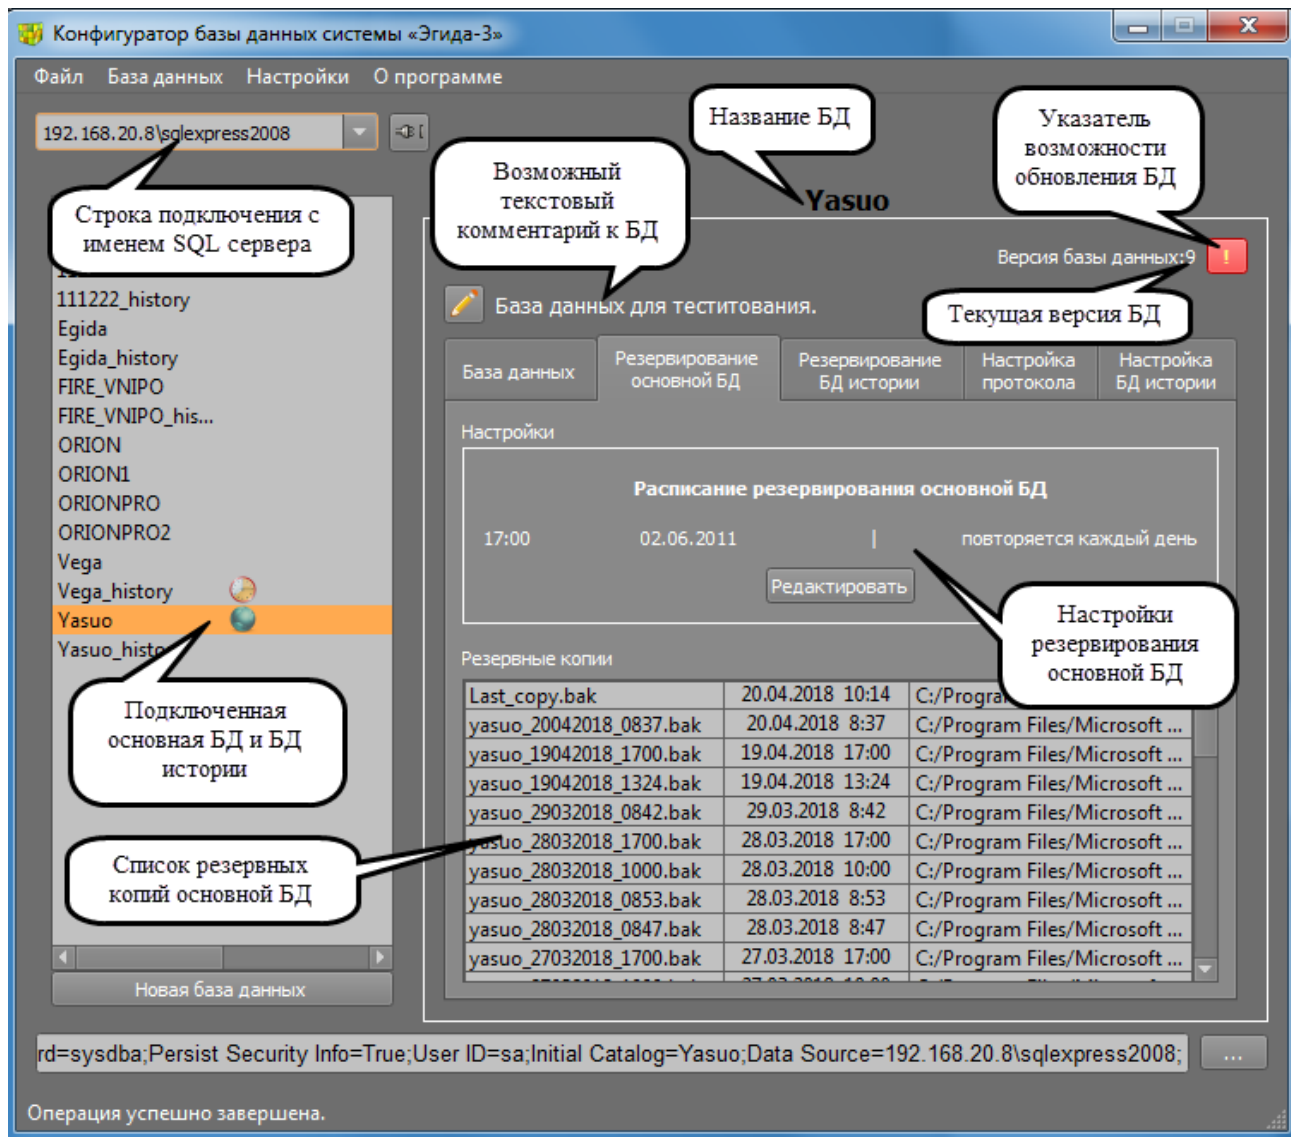 Конфигуратор базы данных системы «Эгида-3»
Файл База данных Настройки О программе
192.168.20.8\sqlexpress2008
Название БД
Указатель
возможности
обновления БД
Возможный
текстовый
комментарий к БД
Строка подключения с
именем SQL сервера
Yasuo
Версия базы данных:9
!
База данных для теститования.
Текущая версия БД
111222_history
Egida
Egida_history
FIRE_VNIPO
FIRE_VNIPO_his...
ORION
ORION1
ORIONPRO
ORIONPRO2
Vega
Vega_history
Yasuo
Подключенная
основная БД и БД
истории
Список резервных
копий основной БД
Новая база данных
База данных
Резервирование
основной БД
Резервирование
БД истории
Настройка
протокола
Настройка
БД истории
Настройки
Расписание резервирования основной БД
17:00 02.06.2011 | повторяется каждый день
Редактировать
Настройки
резервирования
основной БД
Резервные копии
Last_copy.bak 20.04.2018 10:14
yasuo_20042018_0837.bak 20.04.2018 8:37 C:/Program Files/Microsoft ...
yasuo_19042018_1700.bak 19.04.2018 17:00 C:/Program Files/Microsoft ...
yasuo_19042018_1324.bak 19.04.2018 13:24 C:/Program Files/Microsoft ...
yasuo_29032018_0842.bak 29.03.2018 8:42 C:/Program Files/Microsoft ...
yasuo_28032018_1700.bak 28.03.2018 17:00 C:/Program Files/Microsoft ...
yasuo_28032018_1000.bak 28.03.2018 10:00 C:/Program Files/Microsoft ...
yasuo_28032018_0853.bak 28.03.2018 8:53 C:/Program Files/Microsoft ...
yasuo_28032018_0847.bak 28.03.2018 8:47 C:/Program Files/Microsoft ...
yasuo_27032018_1700.bak 27.03.2018 17:00 C:/Program Files/Microsoft ...
rd=sysdba;Persist Security Info=True;User ID=sa;Initial Catalog=Yasuo;Data Source=192.168.20.8\sqlexpress2008;
...
Операция успешно завершена.